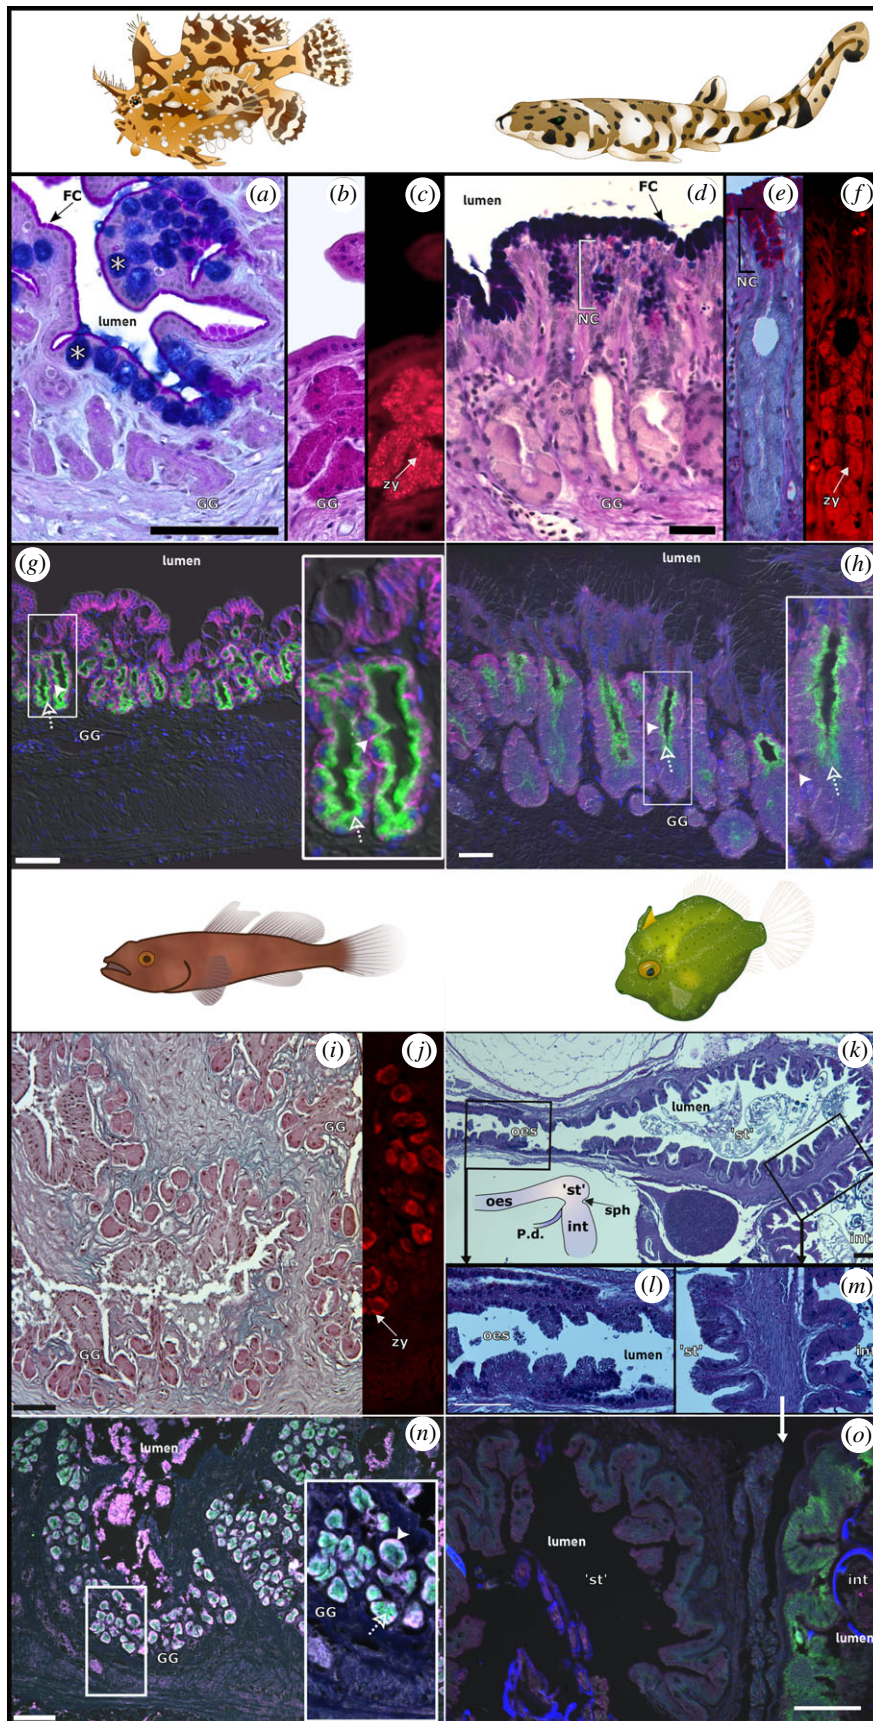 FC
(a)
(b)
(c)
lumen
FC
(d)
(e)
(f)
*
lumen
*
NC
NC
GG
zy
GG
zy
(g)
lumen
GG
lumen
(h)
GG
(i)
(j)
GG
GG
zy
(k)
lumen
oes
'st'
'st'
oes
sph
P.d.
int
int
(l)
oes
lumen
(m)
'st'
int
lumen
(n)
GG
GG
(o)
lumen
'st'
int
lumen